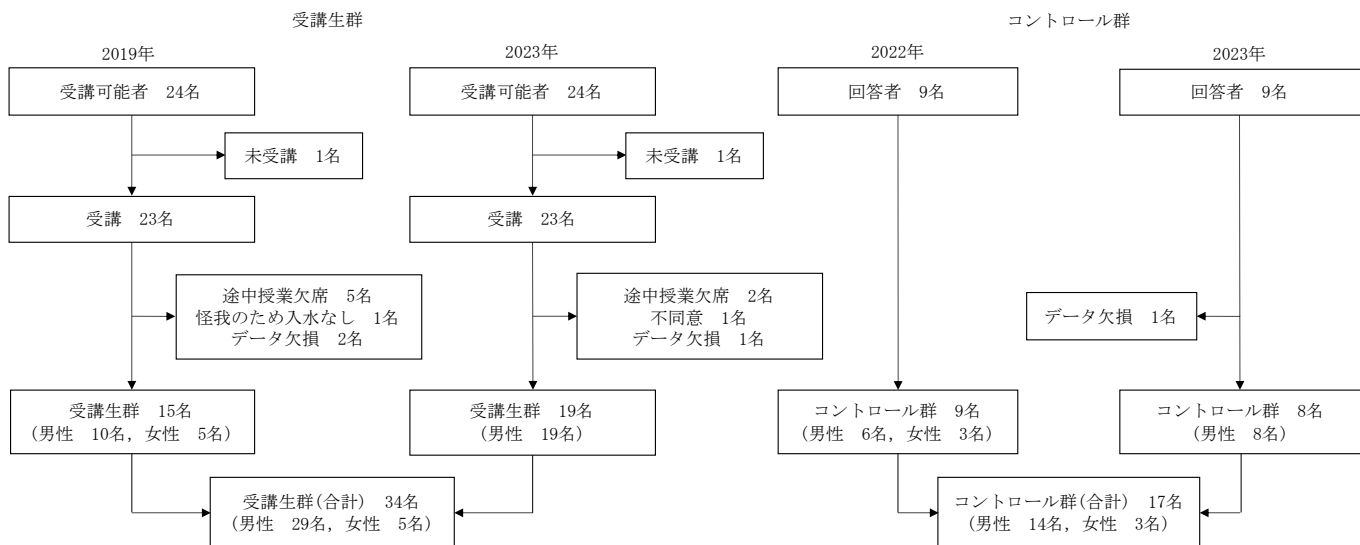 受講生群
コントロール群
2019年
2023年
2022年
2023年
受講可能者　24名
受講可能者　24名
回答者　9名
回答者　9名
未受講　1名
未受講　1名
受講　23名
受講　23名
途中授業欠席　5名
怪我のため入水なし　1名
データ欠損　2名
途中授業欠席　2名
不同意　1名
データ欠損　1名
データ欠損　1名
受講生群　15名
(男性　10名，女性　5名)
受講生群　19名
(男性　19名)
コントロール群　9名
(男性　6名，女性　3名)
コントロール群　8名
(男性　8名)
受講生群(合計)　34名
(男性　29名，女性　5名)
コントロール群(合計)　17名
(男性　14名，女性　3名)